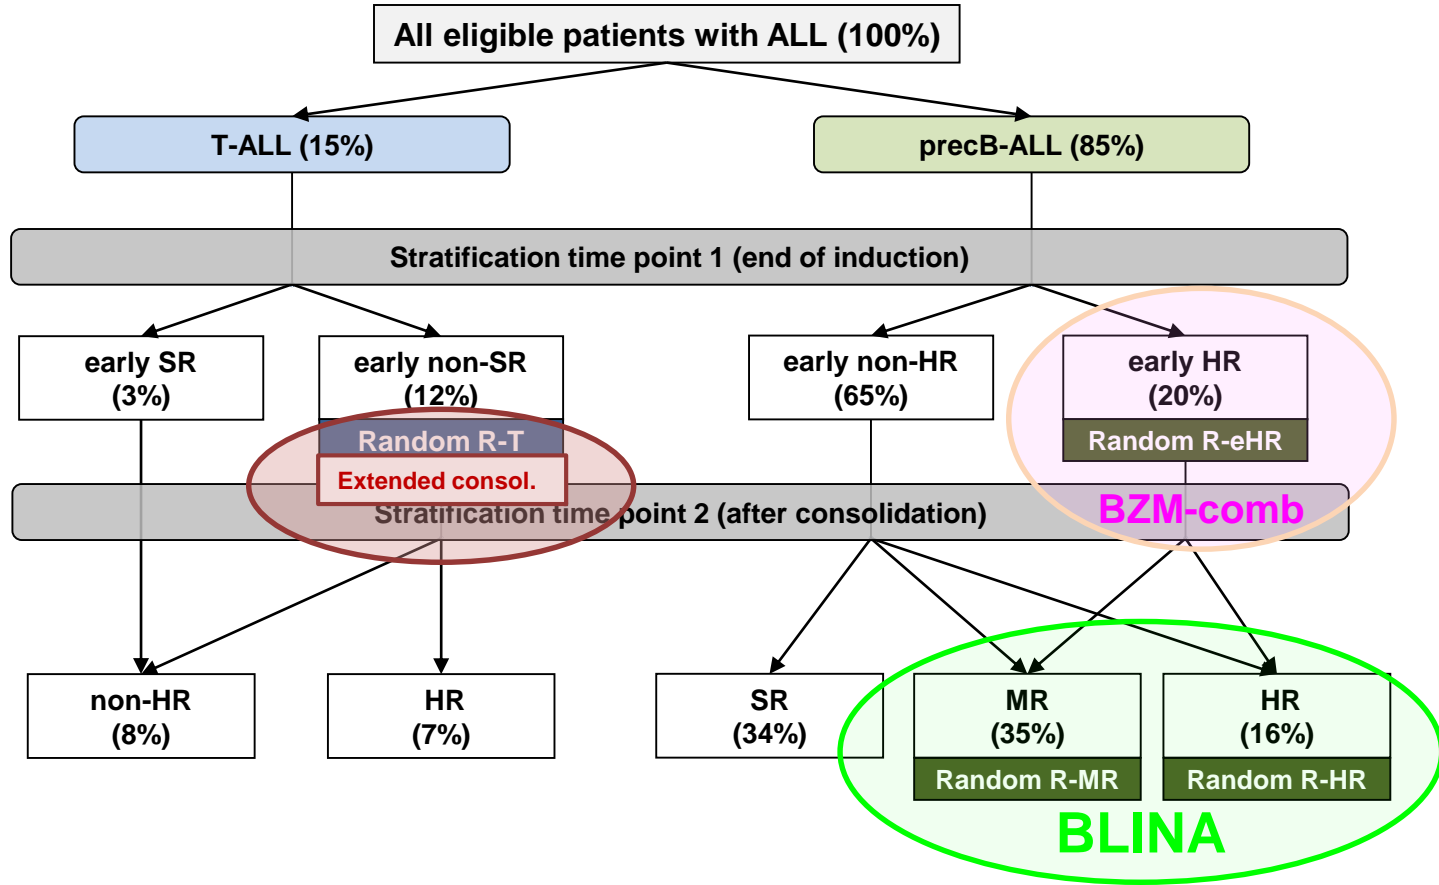 All eligible patients with ALL (100%)
T-ALL (15%)
precB-ALL (85%)
Stratification time point 1 (end of induction)
early SR
(3%)
early non-SR
(12%)
Random R-T
Extended consol.
early non-HR
(65%)
early HR
(20%)
Random R-eHR
BZM-comb
Stratification time point 2 (after consolidation)
non-HR
(8%)
HR
(7%)
SR
(34%)
MR
(35%)
Random R-MR
HR
(16%)
Random R-HR
BLINA